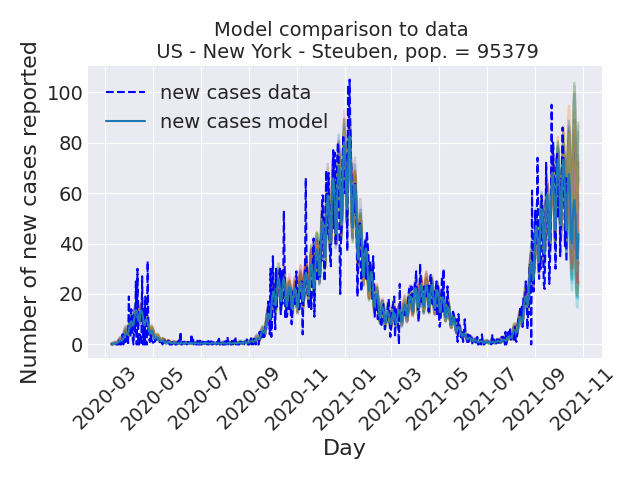 Model comparison to data
US - New York - Steuben, pop. = 95379
Number of new cases reported
100
80
60
40
20
0
new cases data
new cases model
2020-03
2020-05
2020-07
2020-09
2020-11
2021-01
2021-03
2021-05
2021-07
2021-09
2021-11
Day